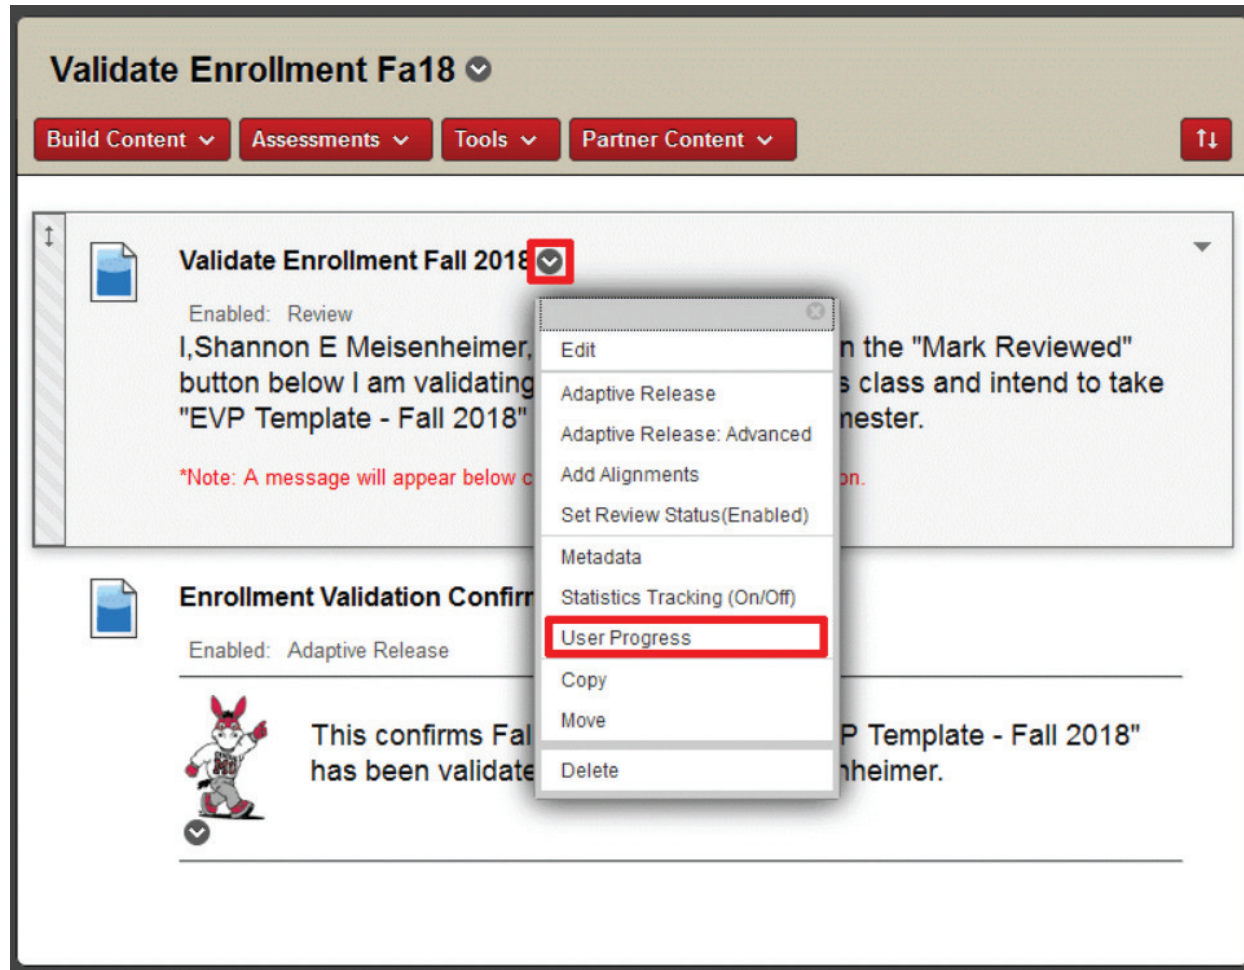 Validate Enrollment Fa18
Build Content
Assessments
Tools
Partner Content
Validate Enrollment Fall 2018
Enabled: Review
I,Shannon E Meisenheimer, n the "Mark Reviewed"
button below I am validating s class and intend to take
"EVP Template - Fall 2018" nester.
*Note: A message will appear below c on.
Edit
Adaptive Release
Adaptive Release: Advanced
Add Alignments
Set Review Status(Enabled)
Metadata
Statistics Tracking (On/Off)
User Progress
Copy
Move
Delete
Enrollment Validation Confirm
Enabled: Adaptive Release
This confirms Fal P Template - Fall 2018"
has been validate nheimer.